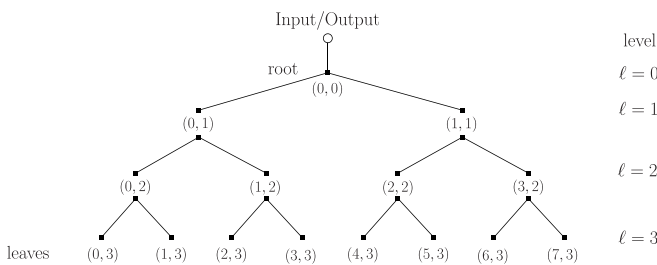 Input/Output
level
root
ℓ = 0
(0, 0)
ℓ = 1
(0, 1) (1, 1)
ℓ = 2
(0, 2) (1, 2) (2, 2) (3, 2)
ℓ = 3
leaves (0, 3) (1, 3) (2, 3) (3, 3) (4, 3) (5, 3) (6, 3) (7, 3)